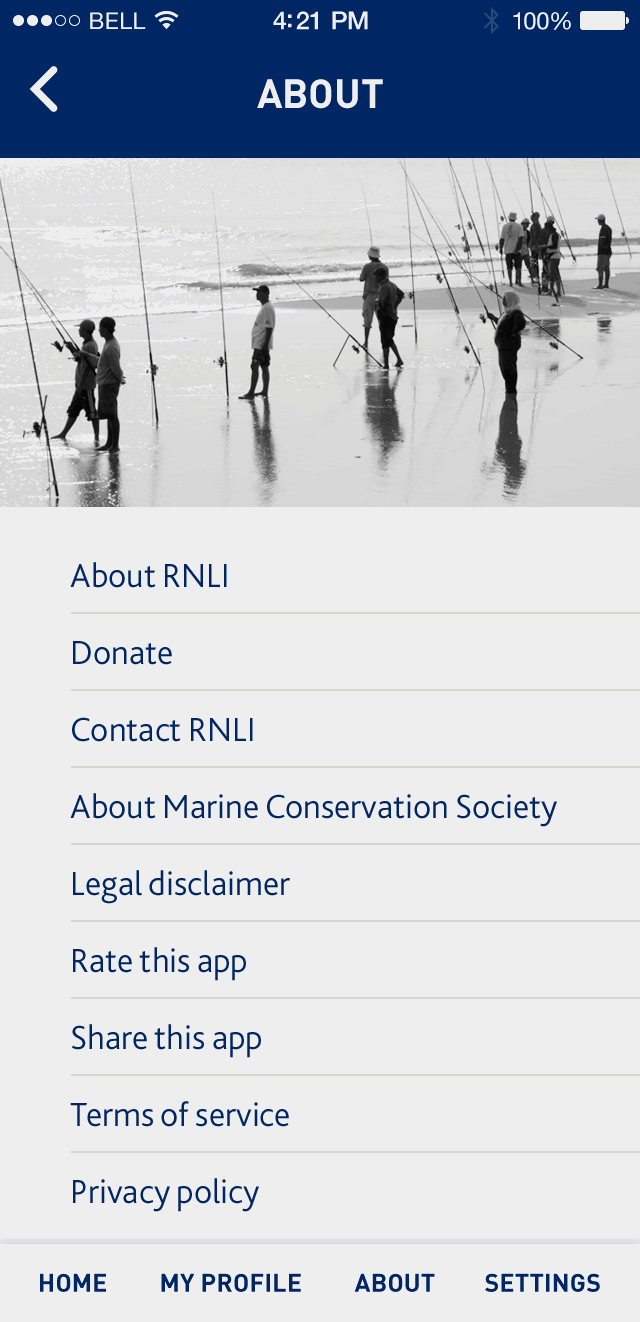 BELL 4:21 PM 100%
ABOUT
About RNLI
Donate
Contact RNLI
About Marine Conservation Society
Legal disclaimer
Rate this app
Share this app
Terms of service
Privacy policy
HOME MY PROFILE ABOUT SETTINGS